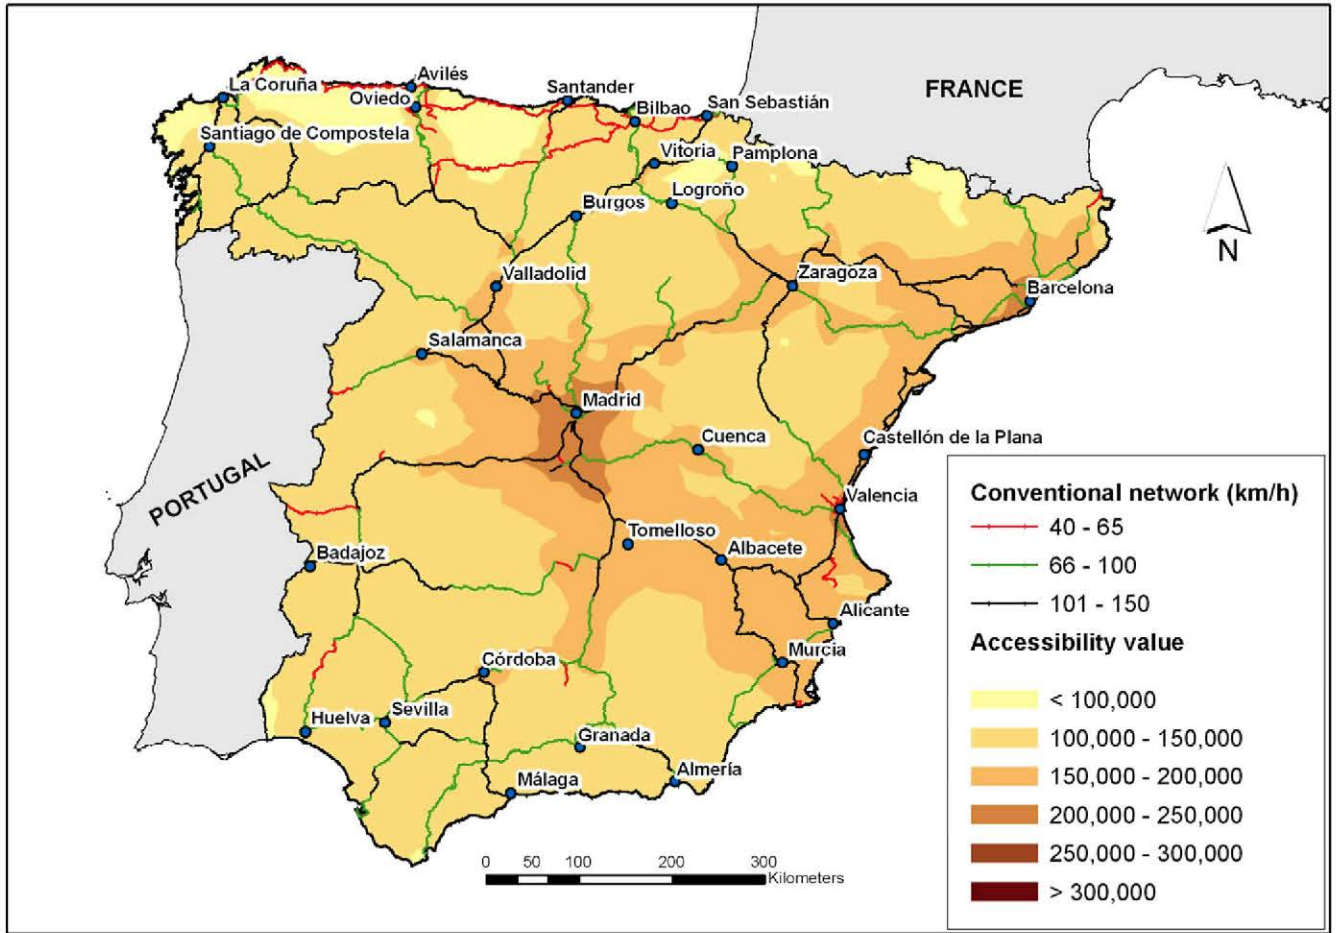 FRANCE
Avilés
La Coruña
Santander
Oviedo
Bilbao
San Sebastián
Santiago de Compostela
Vitoria
Pamplona
Logroño
Burgos
N
Valladolid
Zaragoza
Barcelona
Salamanca
Madrid
Cuenca
Castellón de la Plana
PORTUGAL
Valencia
Tomelloso
Albacete
Badajoz
Alicante
Murcia
Córdoba
Huelva
Sevilla
Granada
Málaga
Almería
0 50 100 200 300
Kilometers
Conventional network (km/h)
40 - 65
66 - 100
101 - 150
Accessibility value
< 100,000
100,000 - 150,000
150,000 - 200,000
200,000 - 250,000
250,000 - 300,000
> 300,000